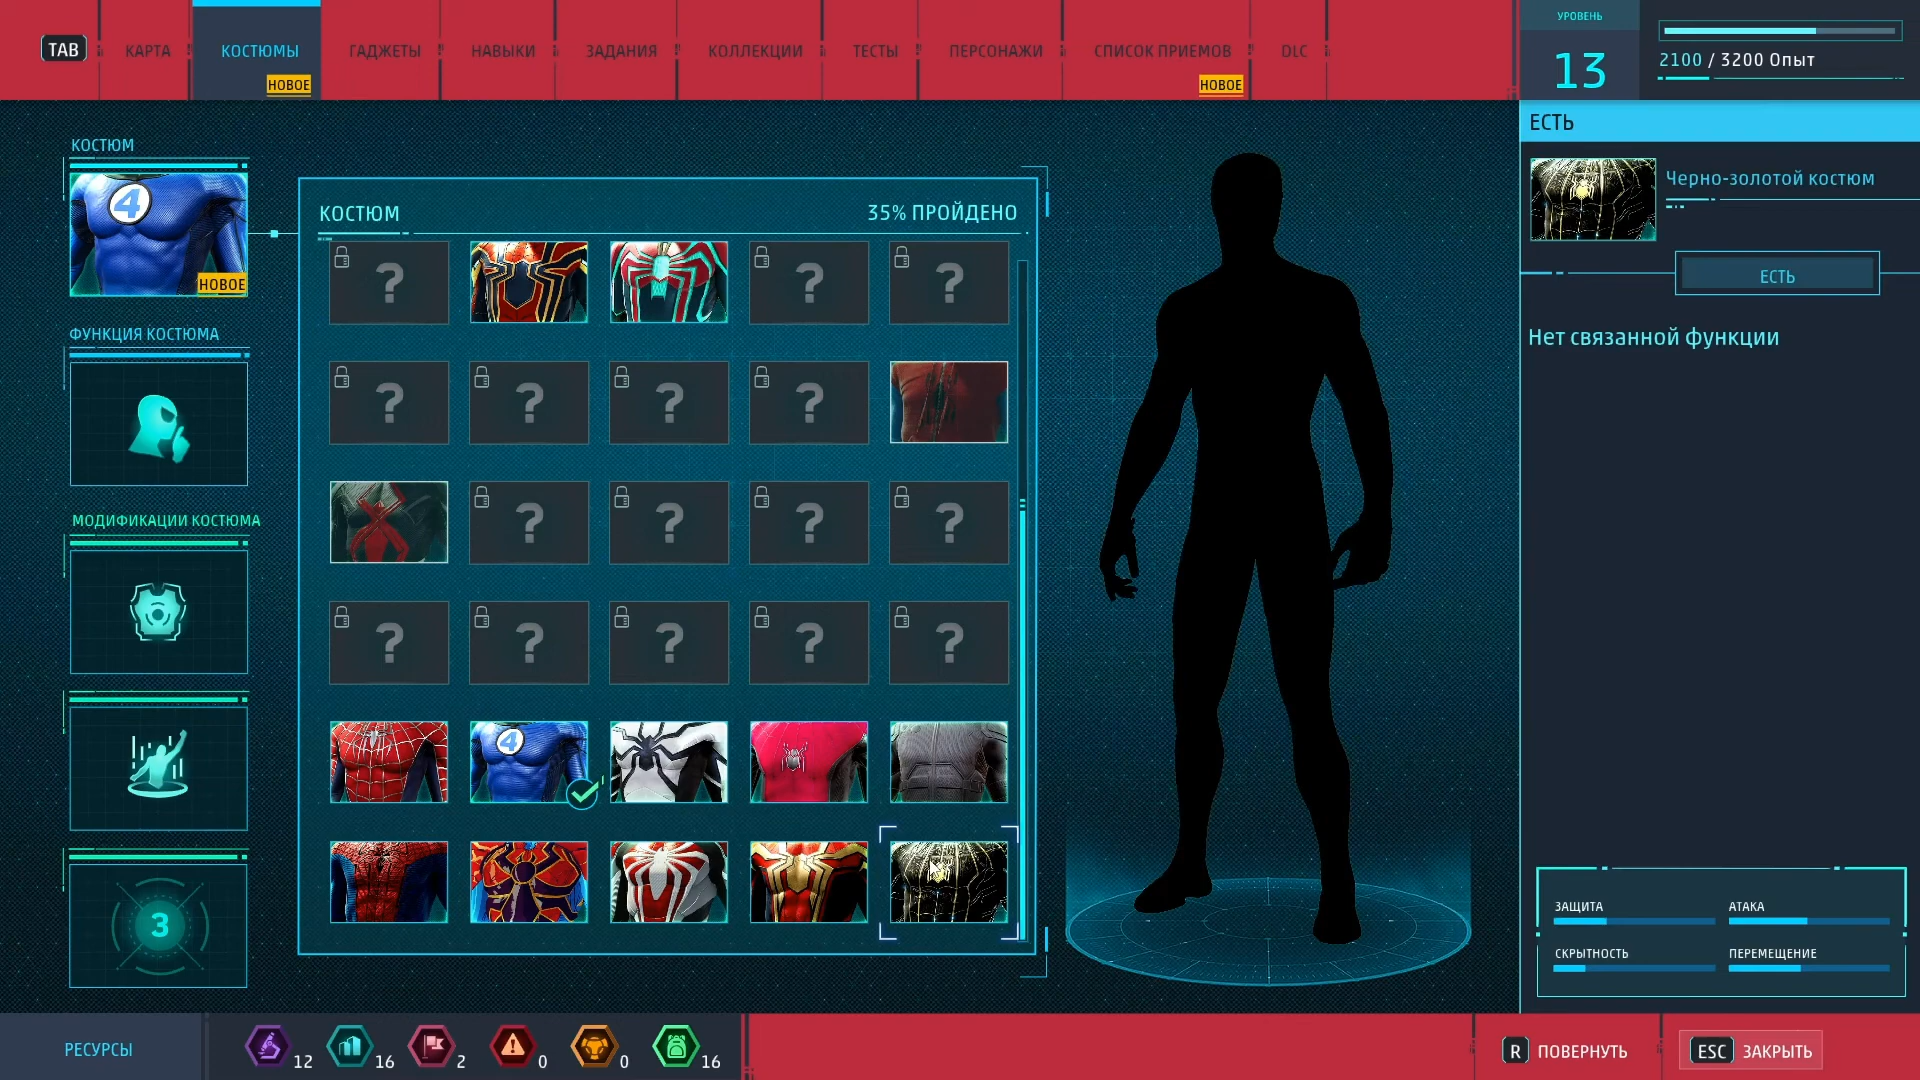 TAB
КАРТА
КОСТЮМЫ
НОВОЕ
ГАДЖЕТЫ
НАВЫКИ
ЗАДАНИЯ
КОЛЛЕКЦИИ
ТЕСТЫ
ПЕРСОНАЖИ
СПИСОК ПРИЕМОВ
НОВОЕ
DLC
УРОВЕНЬ
13
2100 / 3200 Опыт
КОСТЮМ
4
НОВОЕ
ФУНКЦИЯ КОСТЮМА
МОДИФИКАЦИИ КОСТЮМА
3
КОСТЮМ
35% ПРОЙДЕНО
? ? ?
? ? ? ?
? ? ? ?
? ? ? ? ?
4
ЕСТЬ
Черно-золотой костюм
ЕСТЬ
Нет связанной функции
ЗАЩИТА
АТАКА
СКРЫТНОСТЬ
ПЕРЕМЕЩЕНИЕ
РЕСУРСЫ
12
16
2
0
0
16
R ПОВЕРНУТЬ
ESC ЗАКРЫТЬ